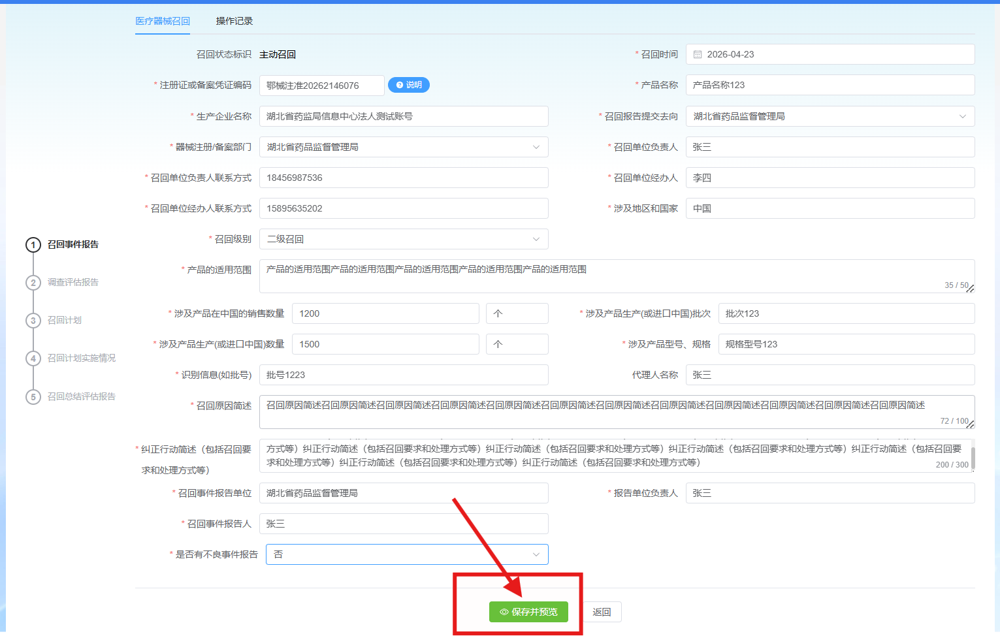 医疗器械召回 操作记录
召回状态标识 主动召回 * 召回时间 2026-04-23
* 注册证或备案凭证编码 鄂械注准20262146076 说明 * 产品名称 产品名称123
* 生产企业名称 湖北省药监局信息中心法人测试账号 * 召回报告提交去向 湖北省药品监督管理局
* 器械注册/备案部门 湖北省药品监督管理局 * 召回单位负责人 张三
* 召回单位负责人联系方式 18456987536 * 召回单位经办人 李四
* 召回单位经办人联系方式 15895635202 * 涉及地区和国家 中国
1 召回事件报告
2 调查评估报告
3 召回计划
4 召回计划实施情况
5 召回总结评估报告
* 召回级别 二级召回
* 产品的适用范围 产品的适用范围产品的适用范围产品的适用范围产品的适用范围产品的适用范围
35 / 50
* 涉及产品在中国的销售数量 1200 个 * 涉及产品生产(或进口中国)批次 批次123
* 涉及产品生产(或进口中国)数量 1500 个 * 涉及产品型号、规格 规格型号123
* 识别信息(如批号) 批号1223 代理人名称 张三
* 召回原因简述 召回原因简述召回原因简述召回原因简述召回原因简述召回原因简述召回原因简述召回原因简述召回原因简述召回原因简述召回原因简述召回原因简述召回原因简述
72 / 100
* 纠正行动简述（包括召回要求和处理方式等） 方式等）纠正行动简述（包括召回要求和处理方式等）纠正行动简述（包括召回要求和处理方式等）纠正行动简述（包括召回要求和处理方式等）纠正行动简述（包括召回要
求和处理方式等）纠正行动简述（包括召回要求和处理方式等）纠正行动简述（包括召回要求和处理方式等）
200 / 300
* 召回事件报告单位 湖北省药品监督管理局 * 报告单位负责人 张三
* 召回事件报告人 张三
* 是否有不良事件报告 否
保存并预览 返回